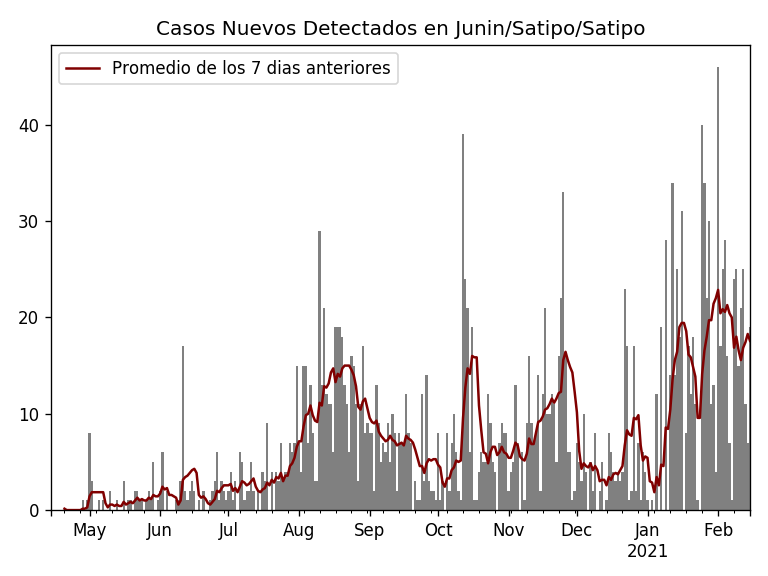 Casos Nuevos Detectados en Junin/Satipo/Satipo
Promedio de los 7 dias anteriores
40
30
20
10
0
May Jun Jul Aug Sep Oct Nov Dec Jan Feb
2021